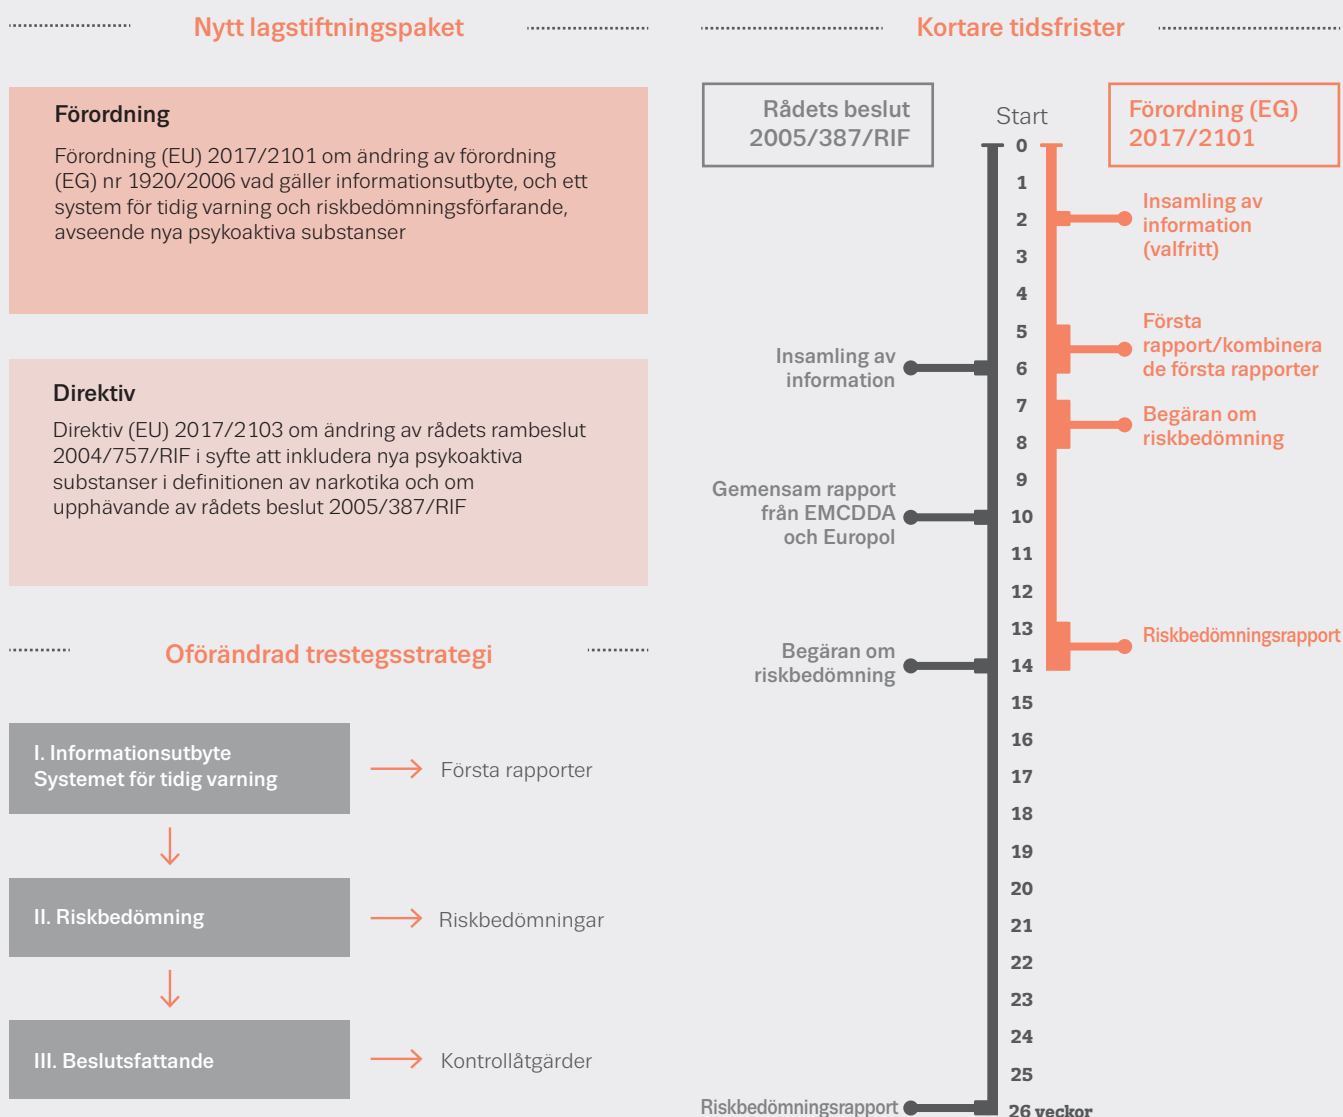 Nytt lagstiftningspaket
Förordning
Förordning (EU) 2017/2101 om ändring av förordning
(EG) nr 1920/2006 vad gäller informationsutbyte, och ett
system för tidig varning och riskbedömningsförfarande,
avseende nya psykoaktiva substanser
Direktiv
Direktiv (EU) 2017/2103 om ändring av rådets rambeslut
2004/757/RIF i syfte att inkludera nya psykoaktiva
substanser i definitionen av narkotika och om
upphävande av rådets beslut 2005/387/RIF
Oförändrad trestegsstrategi
I. Informationsutbyte
Systemet för tidig varning
Första rapporter
II. Riskbedömning
Riskbedömningar
III. Beslutsfattande
Kontrollåtgärder
Kortare tidsfrister
Rådets beslut
2005/387/RIF
Start
Förordning (EG)
2017/2101
0
1
2
3
4
5
6
7
8
9
10
11
12
13
14
15
16
17
18
19
20
21
22
23
24
25
26 veckor
Insamling av
information
Gemensam rapport
från EMCDDA
och Europol
Begäran om
riskbedömning
Riskbedömningsrapport
Insamling av
information
(valfritt)
Första
rapport/kombinera
de första rapporter
Begäran om
riskbedömning
Riskbedömningsrapport